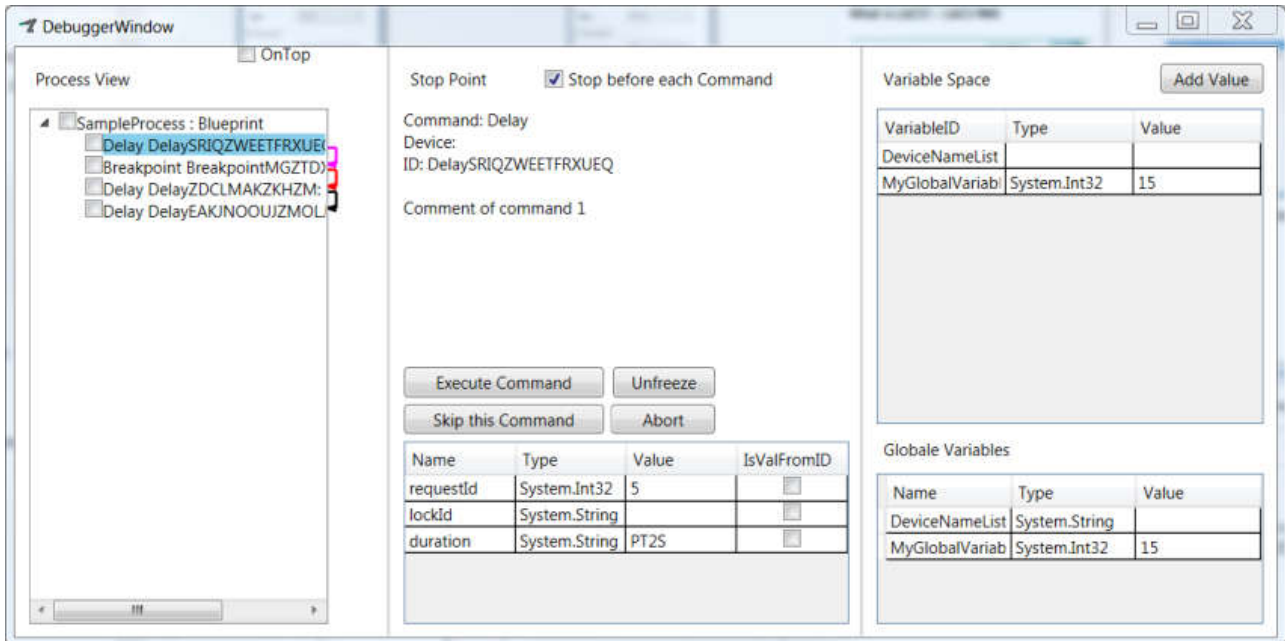 DebuggerWindow
OnTop
Process View
SampleProcess : Blueprint
Delay DelaySRIQZWEETFRXUEQ
Breakpoint BreakpointMGZTD
Delay DelayZDCLMAKZKHZM:
Delay DelayEAKJNOOUJZMOL
Stop Point
Stop before each Command
Command: Delay
Device:
ID: DelaySRIQZWEETFRXUEQ
Comment of command 1
Execute Command
Unfreeze
Skip this Command
Abort
Name Type Value IsValFromID
requestId System.Int32 5
lockId System.String
duration System.String PT2S
Variable Space
Add Value
VariableID Type Value
DeviceNameList
MyGlobalVariabl System.Int32 15
Globale Variables
Name Type Value
DeviceNameList System.String
MyGlobalVariab System.Int32 15